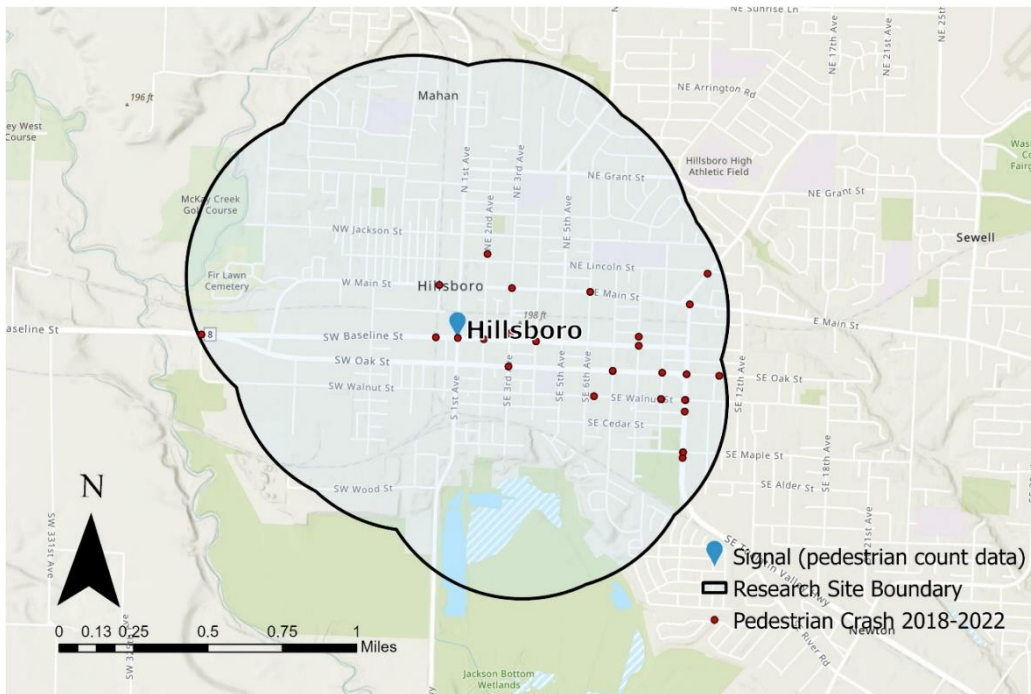 NE Sunrise Ln
NE 17th Ave
NE 21st Ave
NE 25th
196 ft
Mahan
NE Arrington Rd
ey West
Course
Hillsboro High
Athletic Field
Was
Co
Fairg
N 1st Ave
NE 3rd Ave
NE Grant St
NE Grant St
McKay Creek
Golf Course
NE 2nd Ave
NE 5th Ave
NW Jackson St
Sewell
Fir Lawn
Cemetery
NE Lincoln St
W Main St
Hillsboro
E Main St
198 ft
E Main St
aseline St
8
SW Baseline St
Hillsboro
SW Oak St
SE 3rd Ave
SE 5th Ave
SE 6th Ave
SE 12th Ave
SE Oak St
SW Walnut St
S 1st Ave
SE Walnut St
SE Cedar St
SE Maple St
SE 18th Ave
SW Wood St
SE Alder St
N
SW 331st Ave
21st Ave
Signal (pedestrian count data)
Research Site Boundary
Pedestrian Crash 2018-2022
Newton
River Rd
0 0.13 0.25 0.5 0.75 1
Miles
Jackson Bottom
Wetlands